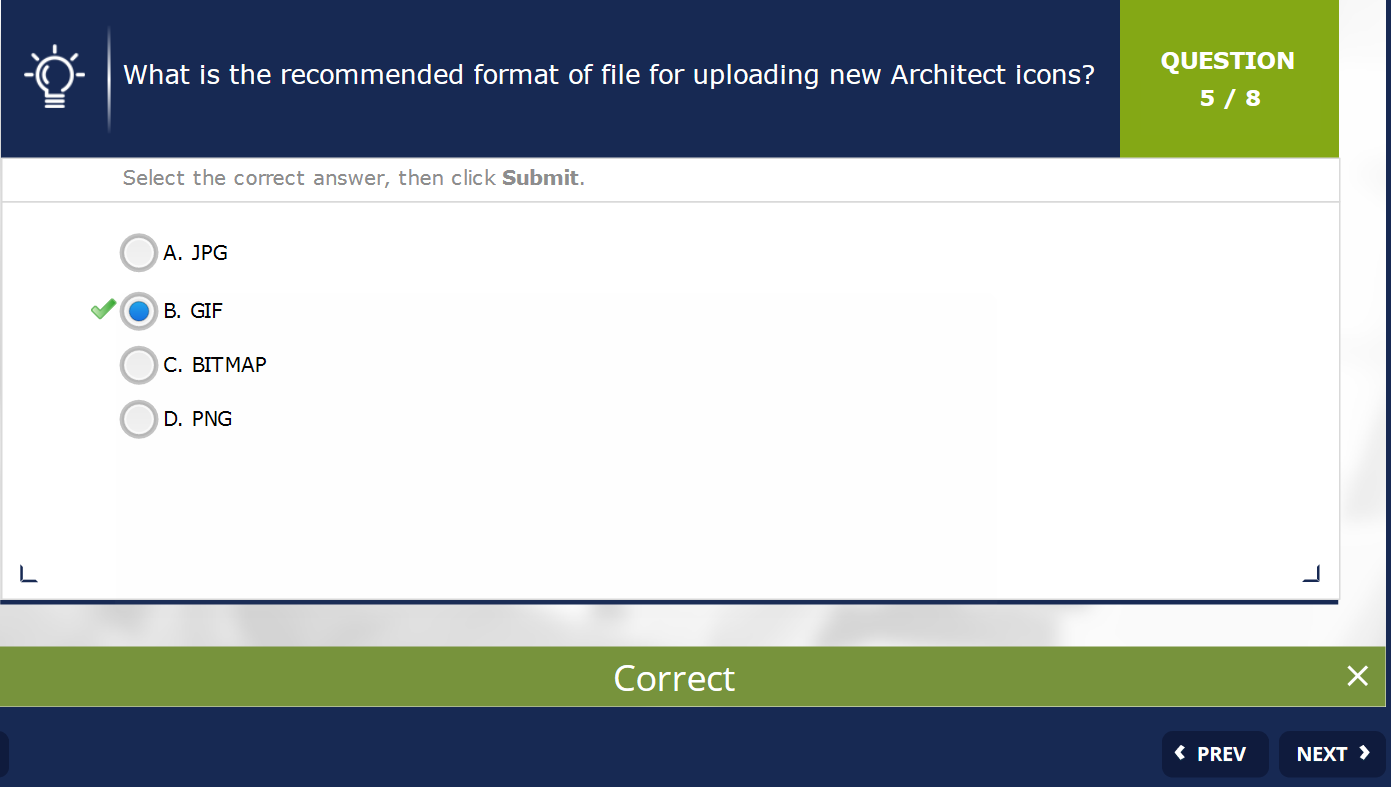 What is the recommended format of file for uploading new Architect icons?
QUESTION
5 / 8
Select the correct answer, then click Submit.
A. JPG
B. GIF
C. BITMAP
D. PNG
Correct
PREV
NEXT